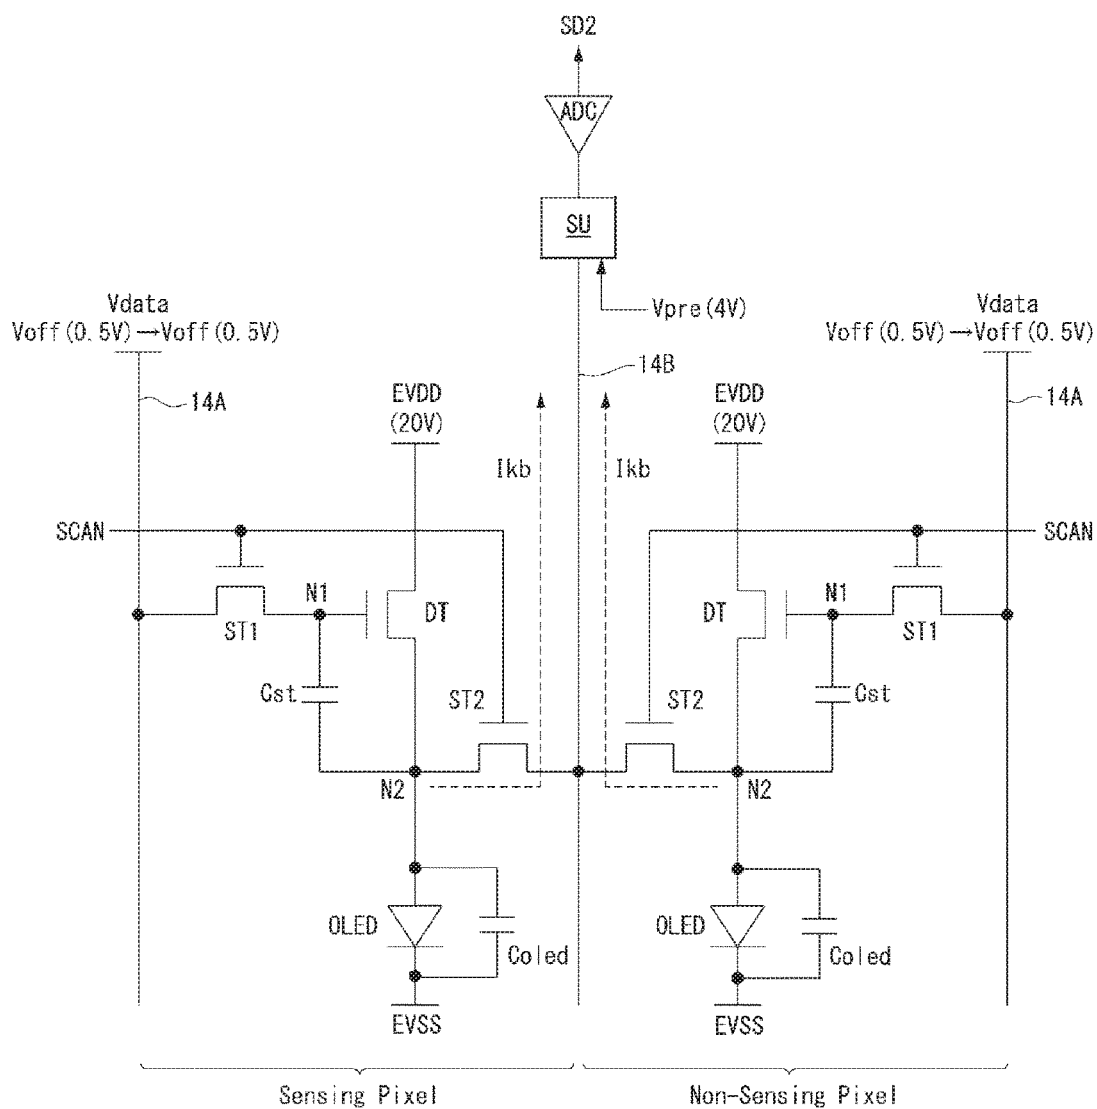 SD2
ADC
SU
Vpre(4V)
Vdata
Voff(0.5V)→Voff(0.5V)
Vdata
Voff(0.5V)→Voff(0.5V)
14A
14B
14A
EVDD
(20V)
EVDD
(20V)
Ikb
Ikb
SCAN
SCAN
N1
DT
ST1
DT
N1
ST1
Cst
ST2
ST2
Cst
N2
N2
OLED
Coled
OLED
Coled
EVSS
EVSS
Sensing Pixel
Non-Sensing Pixel